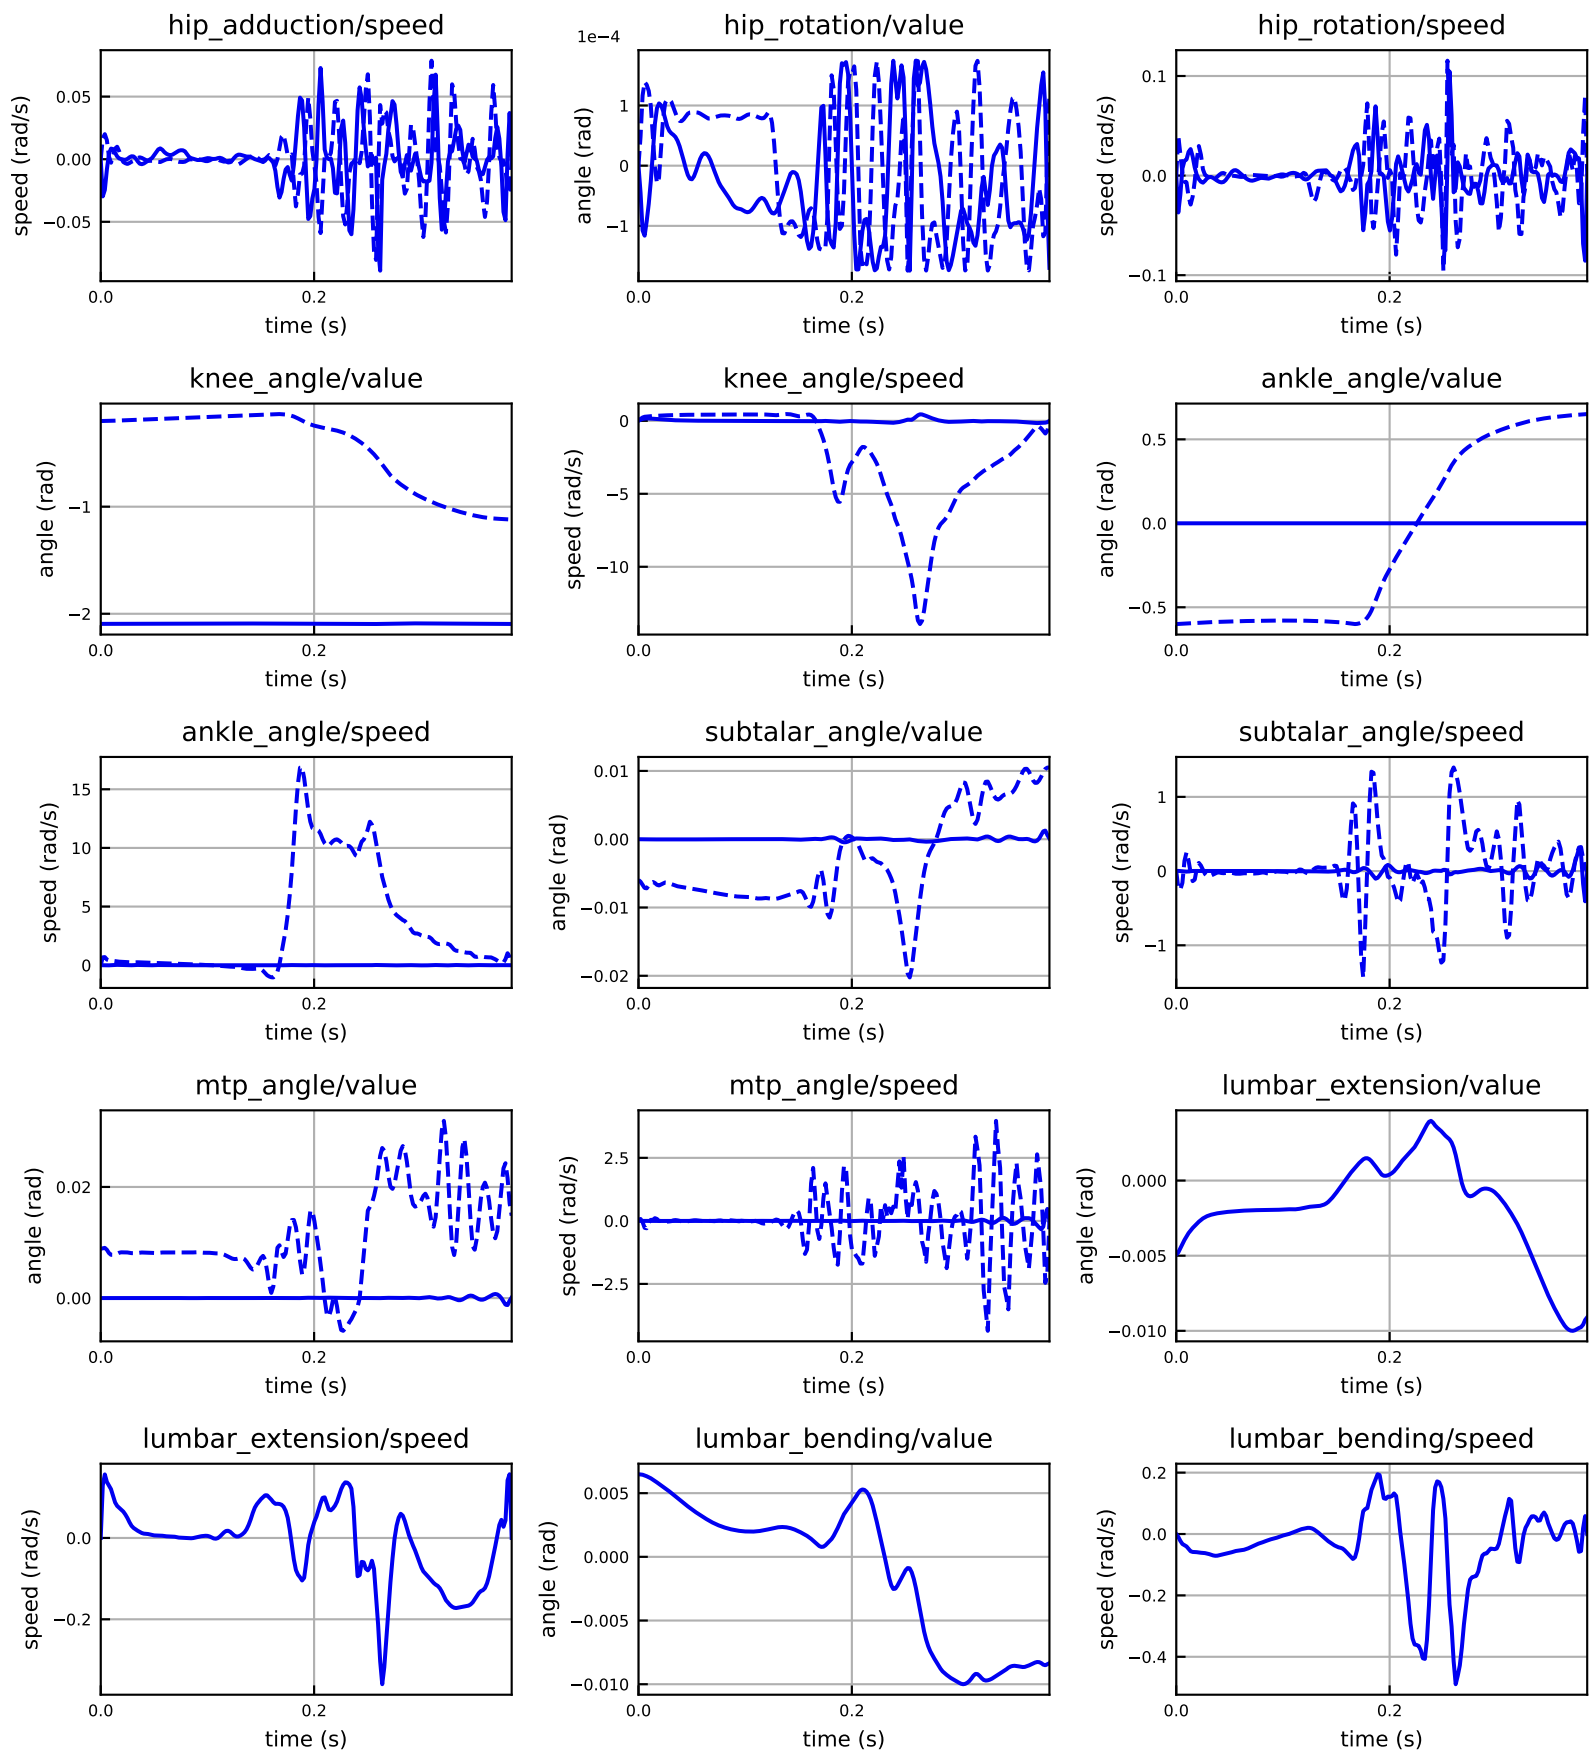 hip_adduction/speed
speed (rad/s)
0.05
0.00
−0.05
0.0
0.2
time (s)
hip_rotation/value
1e−4
angle (rad)
1
0
−1
0.0
0.2
time (s)
hip_rotation/speed
speed (rad/s)
0.1
0.0
−0.1
0.0
0.2
time (s)
knee_angle/value
angle (rad)
−1
−2
0.0
0.2
time (s)
knee_angle/speed
speed (rad/s)
0
−5
−10
0.0
0.2
time (s)
ankle_angle/value
angle (rad)
0.5
0.0
−0.5
0.0
0.2
time (s)
ankle_angle/speed
speed (rad/s)
15
10
5
0
0.0
0.2
time (s)
subtalar_angle/value
angle (rad)
0.01
0.00
−0.01
−0.02
0.0
0.2
time (s)
subtalar_angle/speed
speed (rad/s)
1
0
−1
0.0
0.2
time (s)
mtp_angle/value
angle (rad)
0.02
0.00
0.0
0.2
time (s)
mtp_angle/speed
speed (rad/s)
2.5
0.0
−2.5
0.0
0.2
time (s)
lumbar_extension/value
angle (rad)
0.000
−0.005
−0.010
0.0
0.2
time (s)
lumbar_extension/speed
speed (rad/s)
0.0
−0.2
0.0
0.2
time (s)
lumbar_bending/value
angle (rad)
0.005
0.000
−0.005
−0.010
0.0
0.2
time (s)
lumbar_bending/speed
speed (rad/s)
0.2
0.0
−0.2
−0.4
0.0
0.2
time (s)